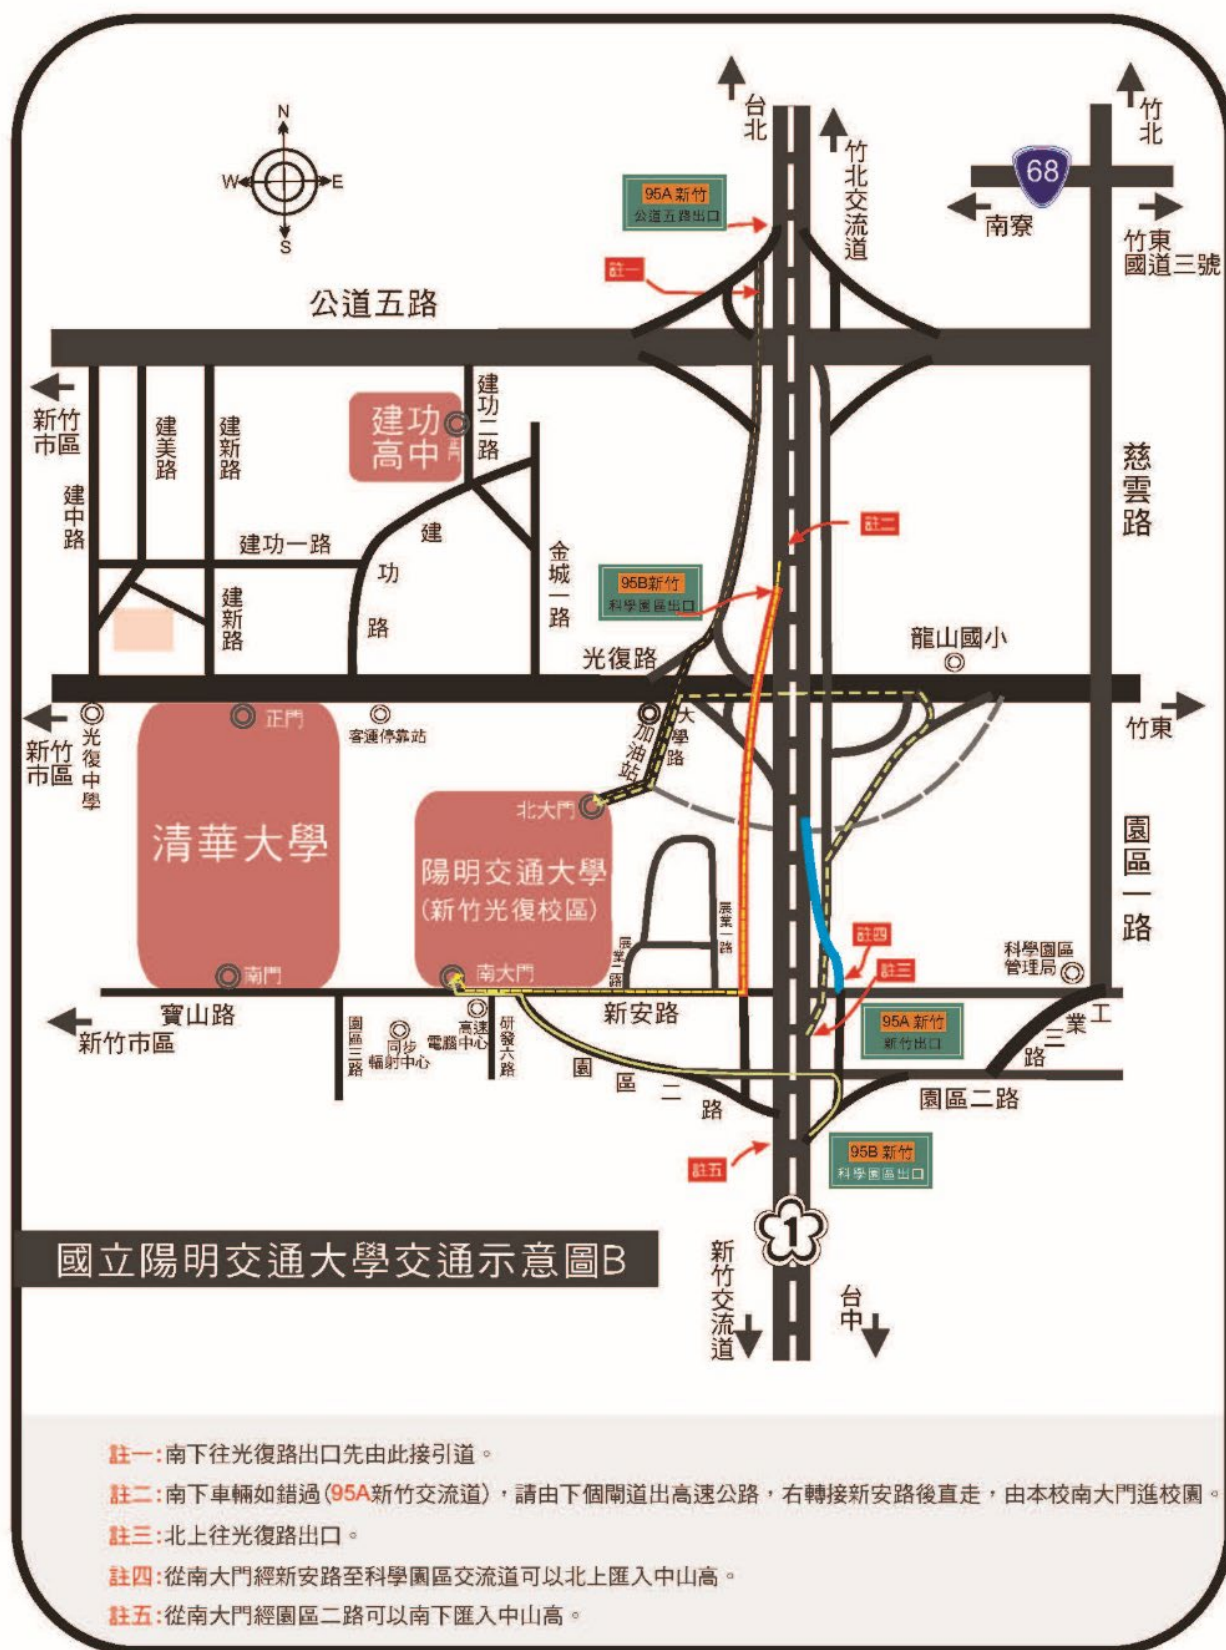 N
W
E
S
台北
竹北交流道
竹北
68
南寮
竹東
國道三號
95A新竹
公道五路出口
註一
公道五路
新竹
市區
建中路
建美路
建新路
建功
高中
建功二路
慈雲路
註二
建功一路
建功路
建新路
金城一路
95B新竹
科學園區出口
光復路
龍山國小
竹東
新竹
市區
光復中學
正門
客運停靠站
加油站
大學路
清華大學
北大門
陽明交通大學
(新竹光復校區)
園區一路
展業一路
展業二路
註四
註三
科學園區
管理局
南門
南大門
寶山路
新竹市區
園區三路
同步
輻射中心
高速
電腦中心
研發六路
新安路
95A 新竹
新竹出口
工業三路
園區二路
園區二路
註五
95B 新竹
科學園區出口
1
國立陽明交通大學交通示意圖B
新竹交流道
台中
註一:南下往光復路出口先由此接引道。
註二:南下車輛如錯過(95A新竹交流道),請由下個閘道出高速公路,右轉接新安路後直走,由本校南大門進校園。
註三:北上往光復路出口。
註四:從南大門經新安路至科學園區交流道可以北上匯入中山高。
註五:從南大門經園區二路可以南下匯入中山高。